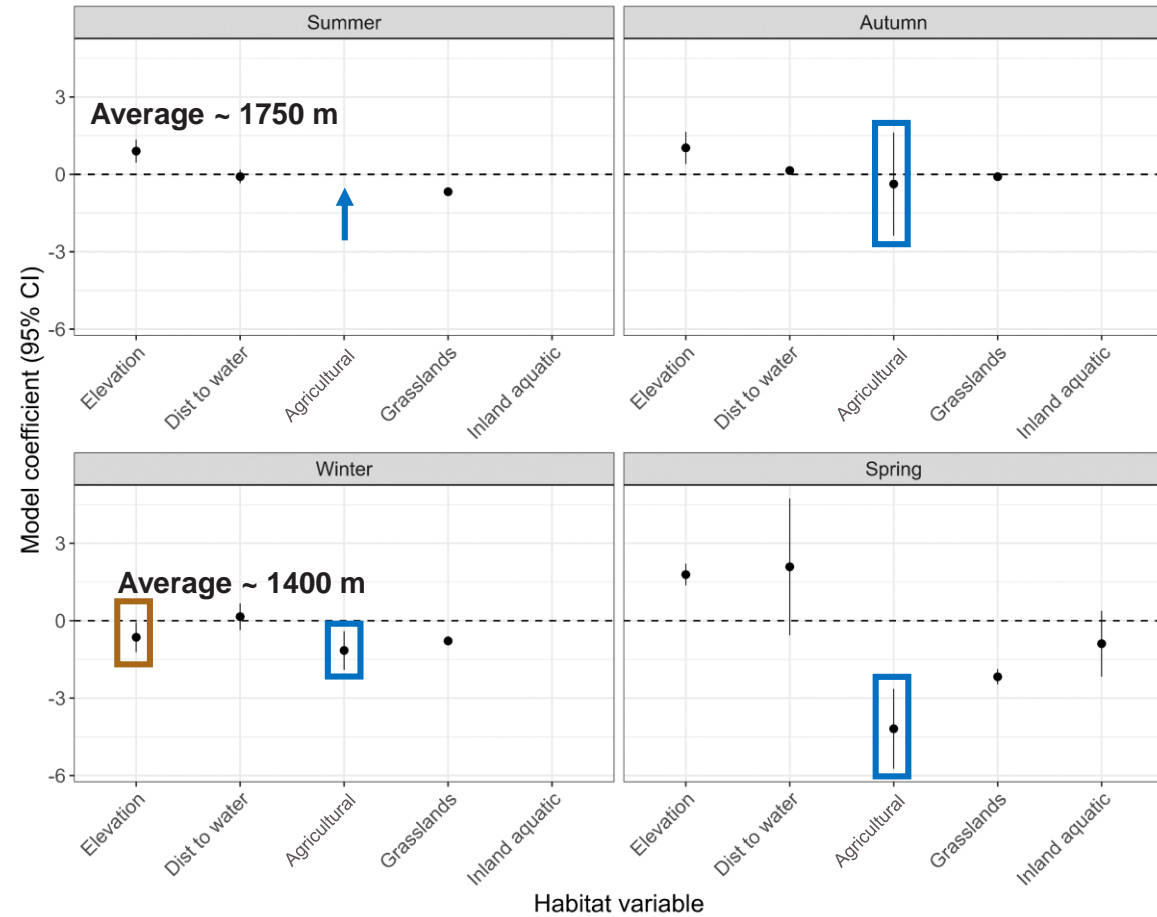 Summer
Autumn
Average ~ 1750 m
3
0
-3
-6
Elevation
Dist to water
Agricultural
Grasslands
Inland aquatic
Elevation
Dist to water
Agricultural
Grasslands
Inland aquatic
Model coefficient (95% CI)
Winter
Spring
Average ~ 1400 m
3
0
-3
-6
Elevation
Dist to water
Agricultural
Grasslands
Inland aquatic
Elevation
Dist to water
Agricultural
Grasslands
Inland aquatic
Habitat variable